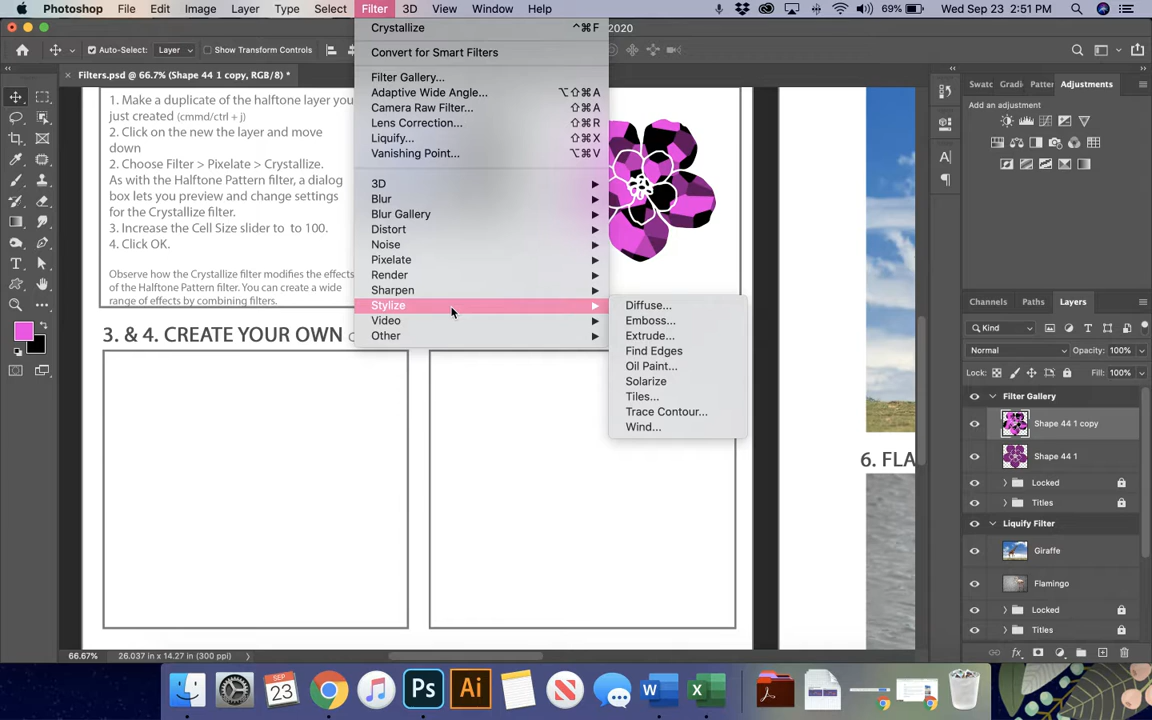 Photoshop File Edit Image Layer Type Select Filter 3D View Window Help 69% Wed Sep 23 2:51 PM
2020
Auto-Select: Layer Show Transform Controls
Filters.psd @ 66.7% (Shape 44 1 copy, RGB/8) *
Crystallize ^⌘F
Convert for Smart Filters
Filter Gallery...
Adaptive Wide Angle... ⌥⇧⌘A
Camera Raw Filter... ⇧⌘A
Lens Correction... ⇧⌘R
Liquify... ⇧⌘X
Vanishing Point... ⌥⌘V
3D
Blur
Blur Gallery
Distort
Noise
Pixelate
Render
Sharpen
Stylize
Video
Other
Diffuse...
Emboss...
Extrude...
Find Edges
Oil Paint...
Solarize
Tiles...
Trace Contour...
Wind...
1. Make a duplicate of the halftone layer you
just created (cmmd/ctrl + j)
2. Click on the new the layer and move
down
2. Choose Filter > Pixelate > Crystallize.
As with the Halftone Pattern filter, a dialog
box lets you preview and change settings
for the Crystallize filter.
3. Increase the Cell Size slider to to 100.
4. Click OK.
Observe how the Crystallize filter modifies the effects
of the Halftone Pattern filter. You can create a wide
range of effects by combining filters.
3. & 4. CREATE YOUR OWN
6. FLA
66.67% 26.037 in x 14.27 in (300 ppi)
Swatc Gradi Patter Adjustments
Add an adjustment
Channels Paths Layers
Kind
Normal Opacity: 100%
Lock: Fill: 100%
Filter Gallery
Shape 44 1 copy
Shape 44 1
Locked
Titles
Liquify Filter
Giraffe
Flamingo
Locked
Titles
fx
SEP
23
Ps
Ai
W
X